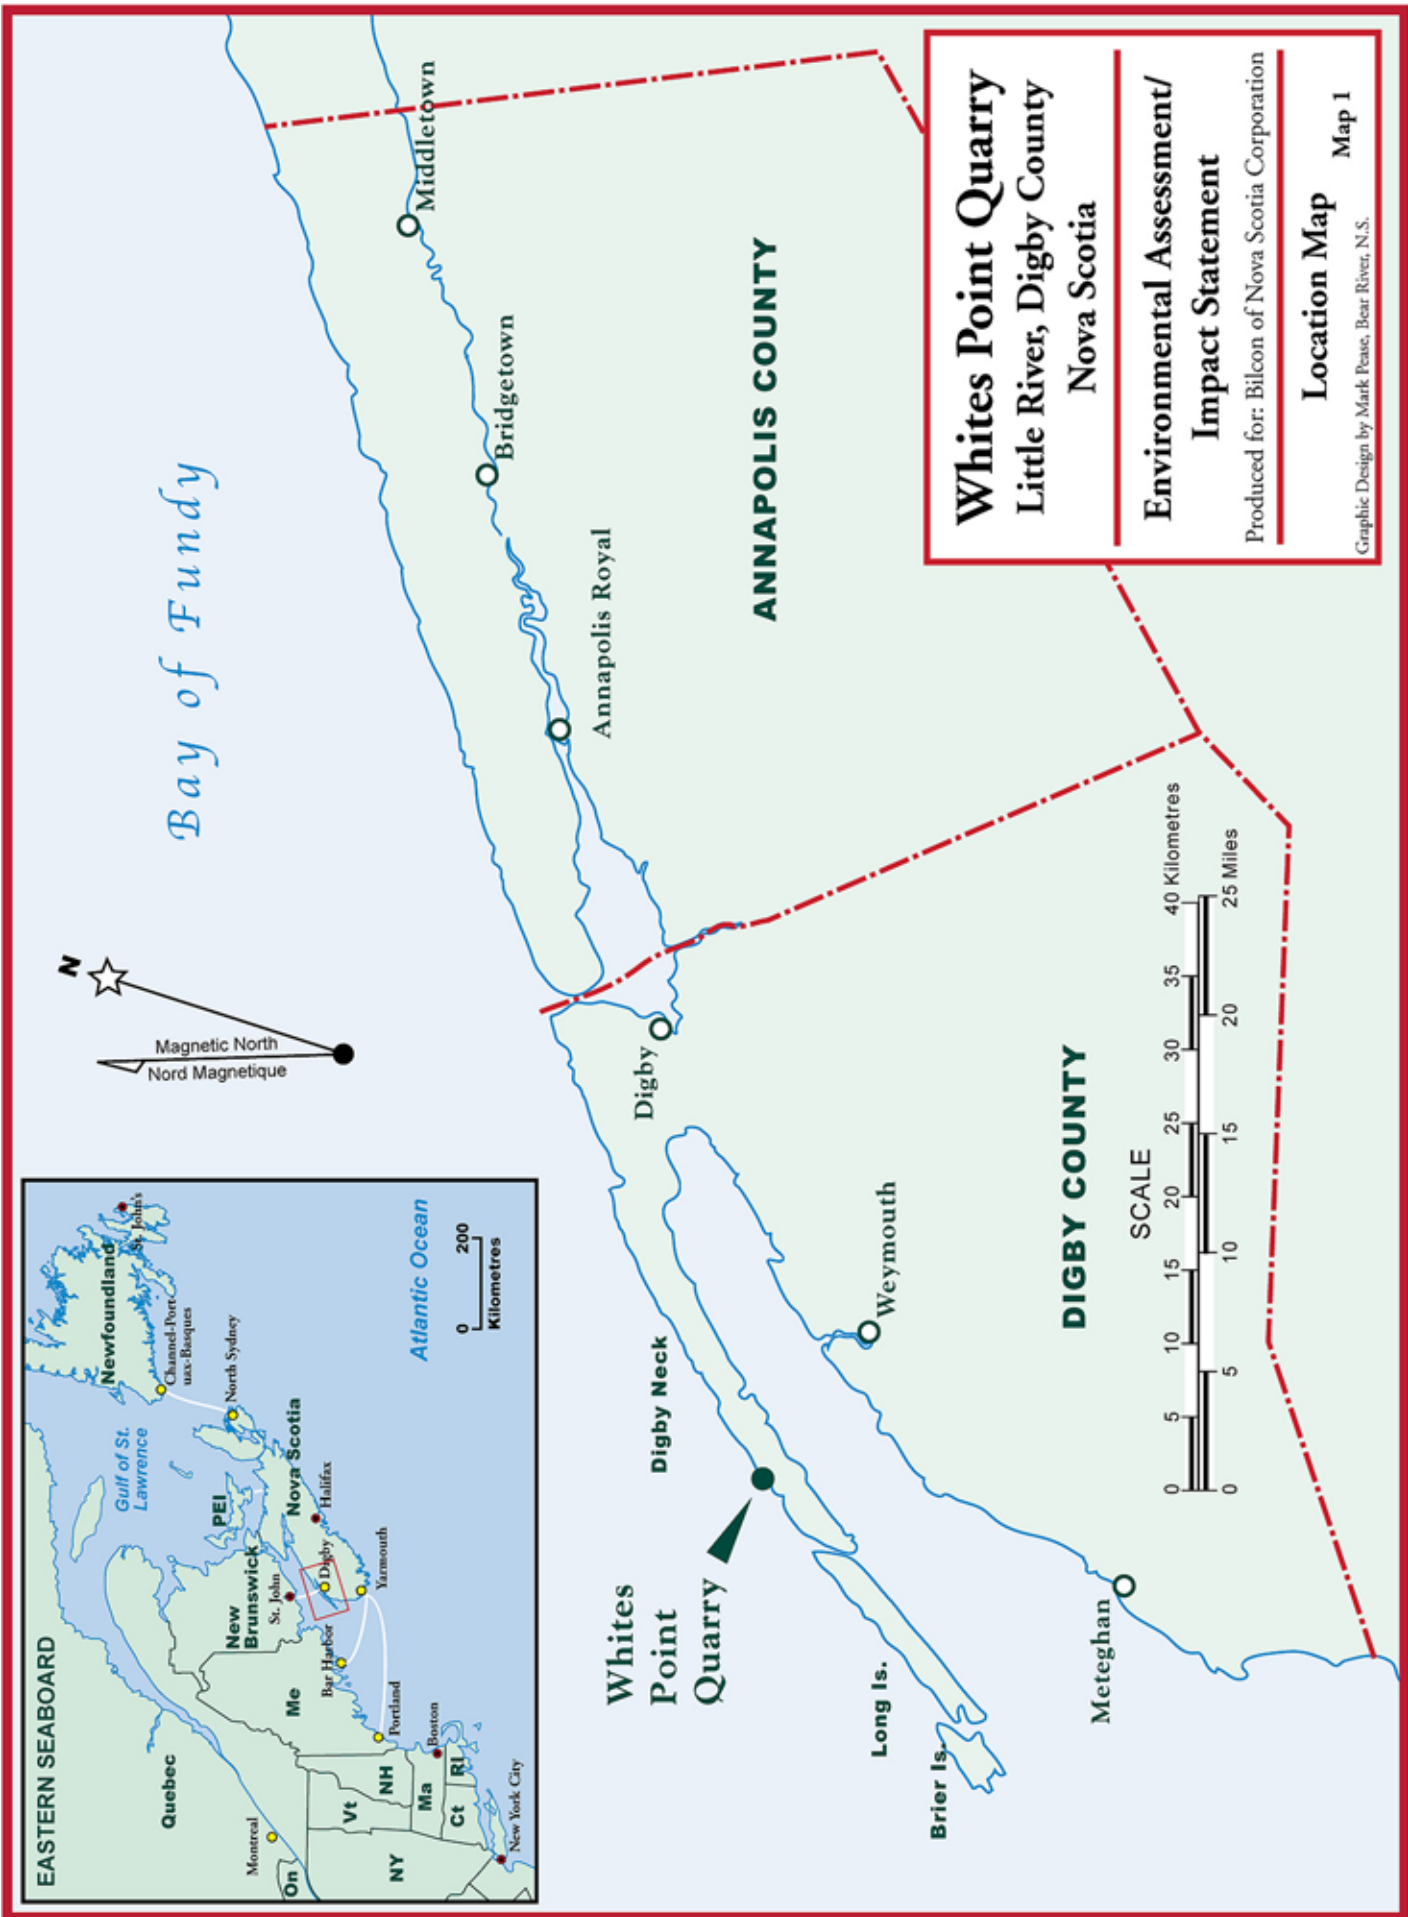 EASTERN SEABOARD
Quebec
Montreal
On
NY
Vt
NH
Ma
Ct
RI
Me
New
Brunswick
St. John
Bar Harbor
Portland
Boston
New York City
PEI
Gulf of St.
Lawrence
Nova Scotia
Digby
Halifax
Yarmouth
Newfoundland
St. John's
Channel-Port-
uax-Basques
North Sydney
Atlantic Ocean
0 200
Kilometres
N
Magnetic North
Nord Magnetique
Bay of Fundy
Middletown
Bridgetown
Annapolis Royal
ANNAPOLIS COUNTY
Digby
Digby Neck
Whites
Point
Quarry
Weymouth
Long Is.
Brier Is.
Meteghan
DIGBY COUNTY
SCALE
0 5 10 15 20 25 30 35 40 Kilometres
0 5 10 15 20 25 Miles
Whites Point Quarry
Little River, Digby County
Nova Scotia
Environmental Assessment/
Impact Statement
Produced for: Bilcon of Nova Scotia Corporation
Location Map
Map 1
Graphic Design by Mark Pease, Bear River, N.S.